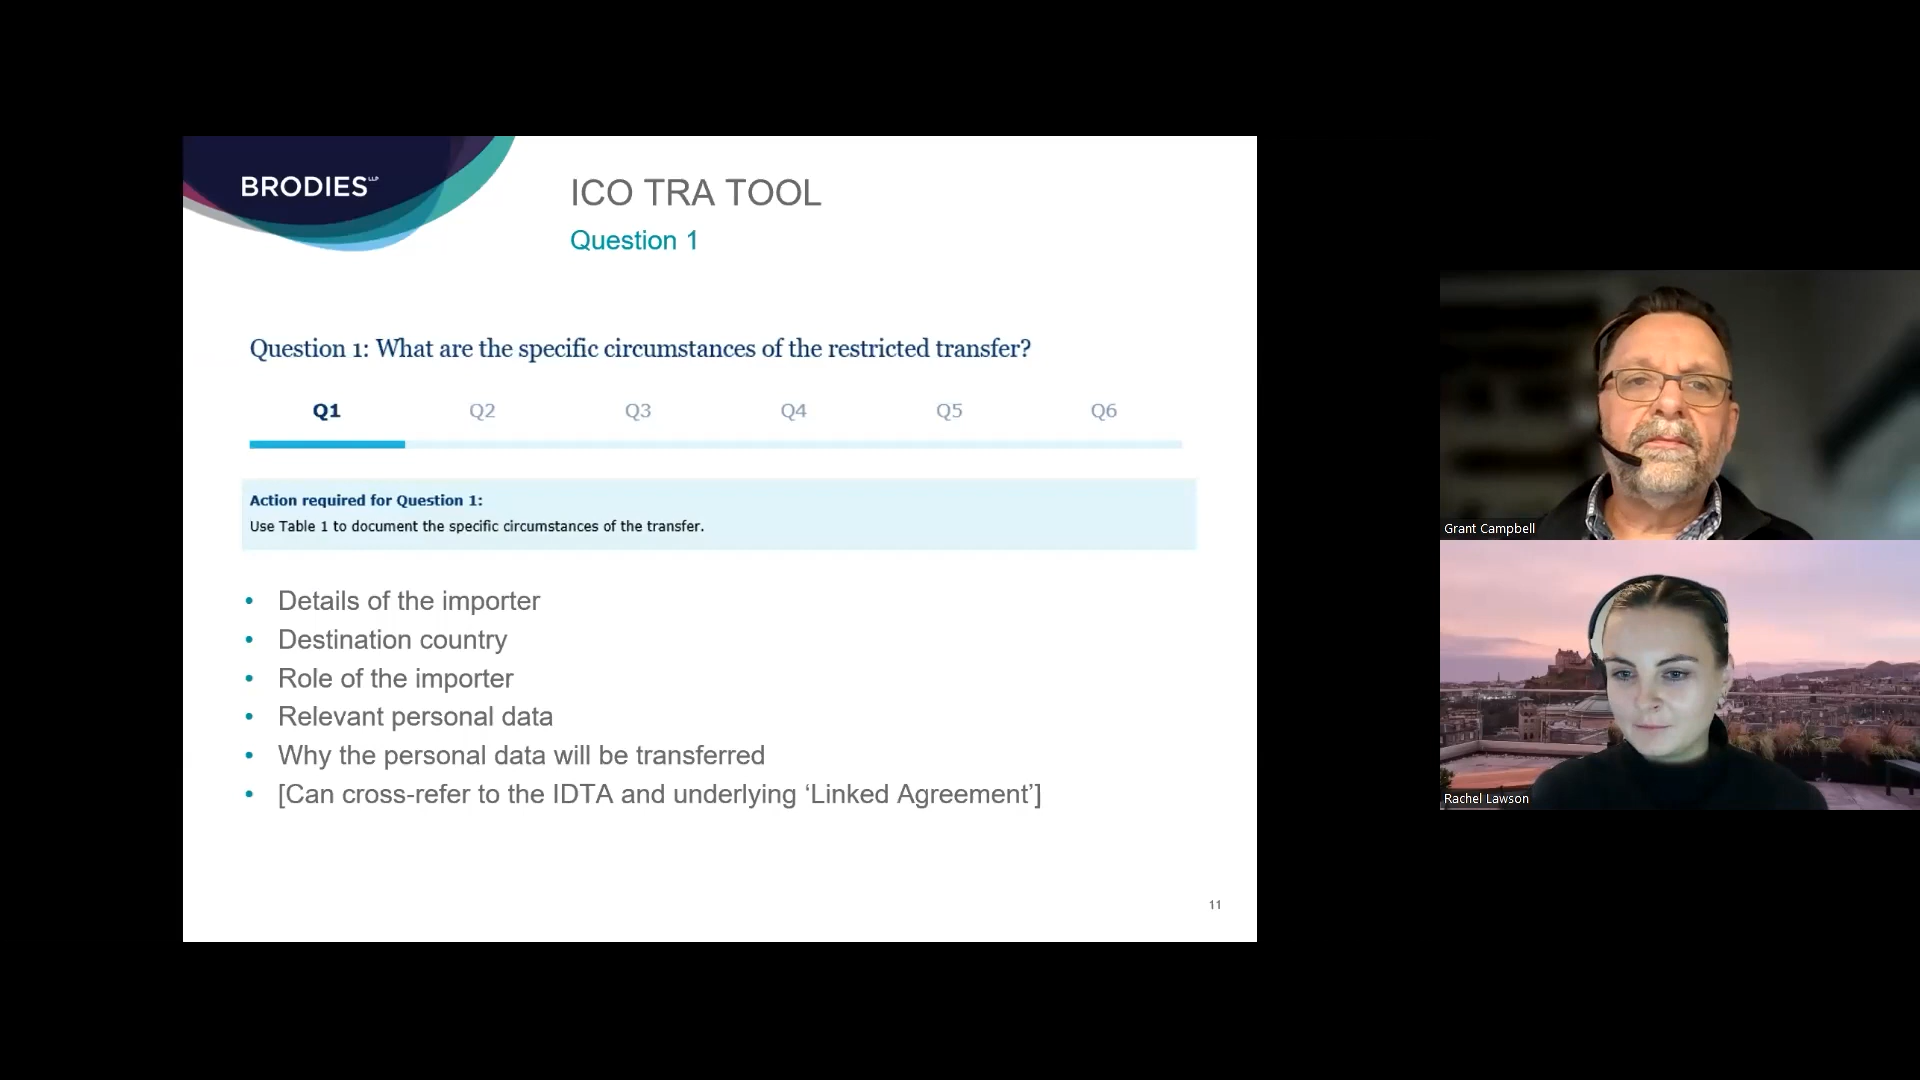 BRODIES LLP
ICO TRA TOOL
Question 1
Question 1: What are the specific circumstances of the restricted transfer?
Q1 Q2 Q3 Q4 Q5 Q6
Action required for Question 1:
Use Table 1 to document the specific circumstances of the transfer.
• Details of the importer
• Destination country
• Role of the importer
• Relevant personal data
• Why the personal data will be transferred
• [Can cross-refer to the IDTA and underlying ‘Linked Agreement’]
11
Grant Campbell
Rachel Lawson